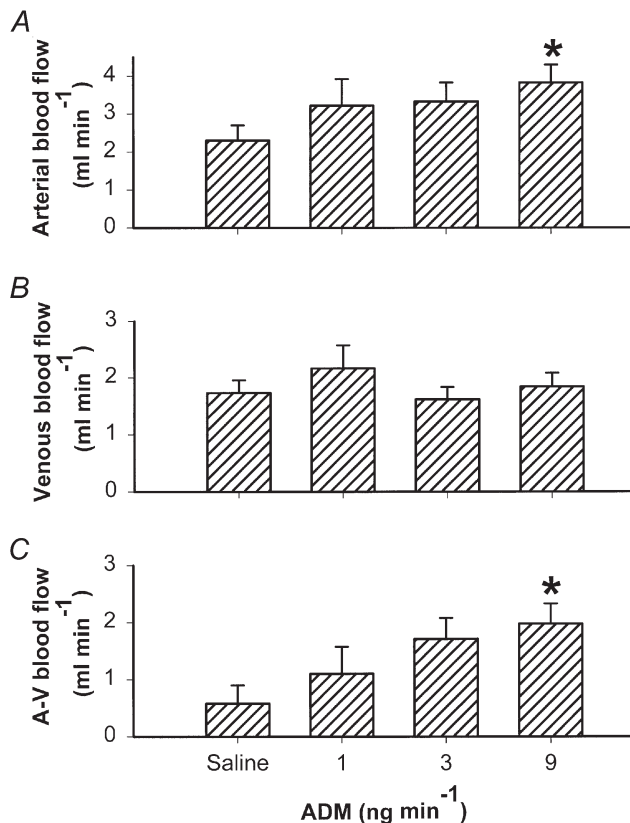 A
Arterial blood flow
(ml min⁻¹)
4
3
2
1
0
*
B
Venous blood flow
(ml min⁻¹)
3
2
1
0
C
A-V blood flow
(ml min⁻¹)
3
2
1
0
*
Saline 1 3 9
ADM (ng min⁻¹)